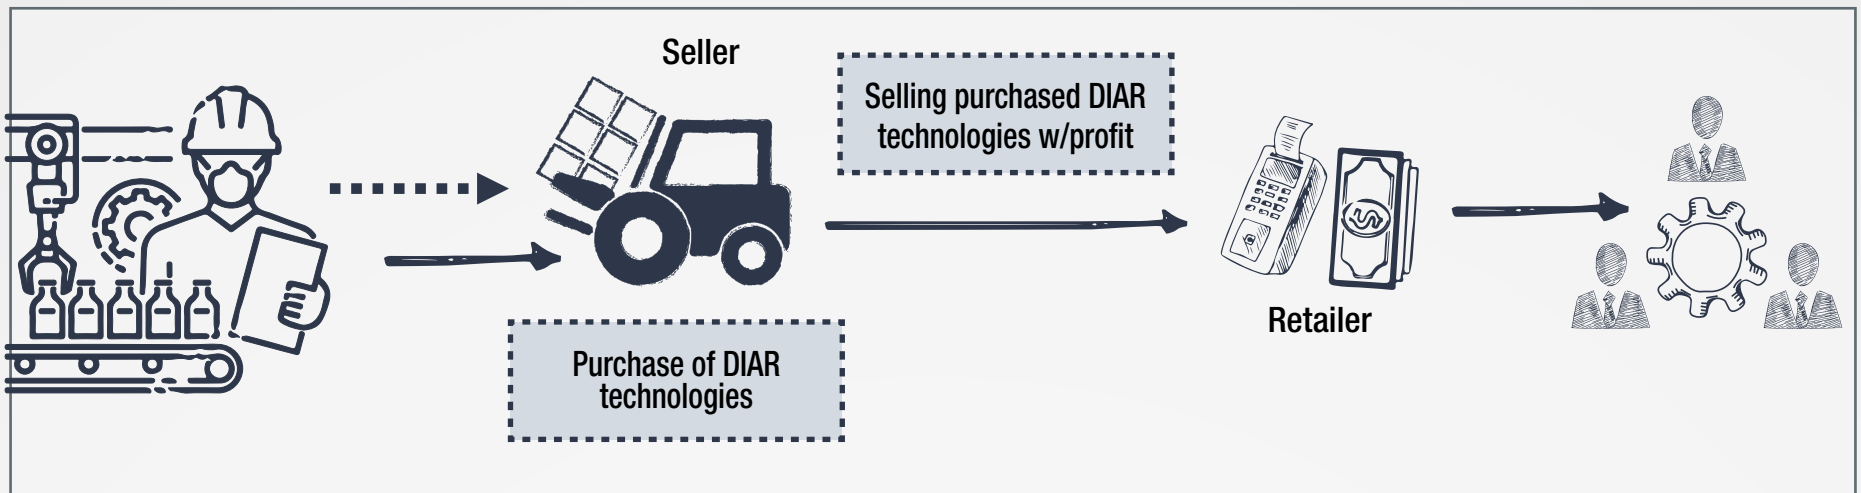 Seller
Selling purchased DIAR
technologies w/profit
Retailer
Purchase of DIAR
technologies